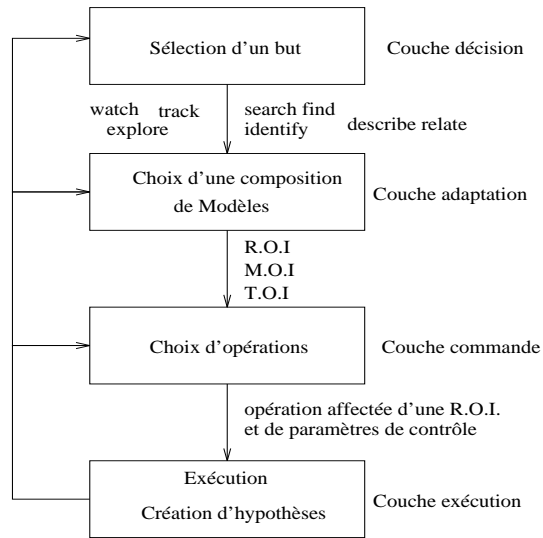 Sélection d'un but
Couche décision
watch track
explore
search find
identify
describe relate
Choix d'une composition
de Modèles
Couche adaptation
R.O.I
M.O.I
T.O.I
Choix d'opérations
Couche commande
opération affectée d'une R.O.I.
et de paramètres de contrôle
Exécution
Création d'hypothèses
Couche exécution